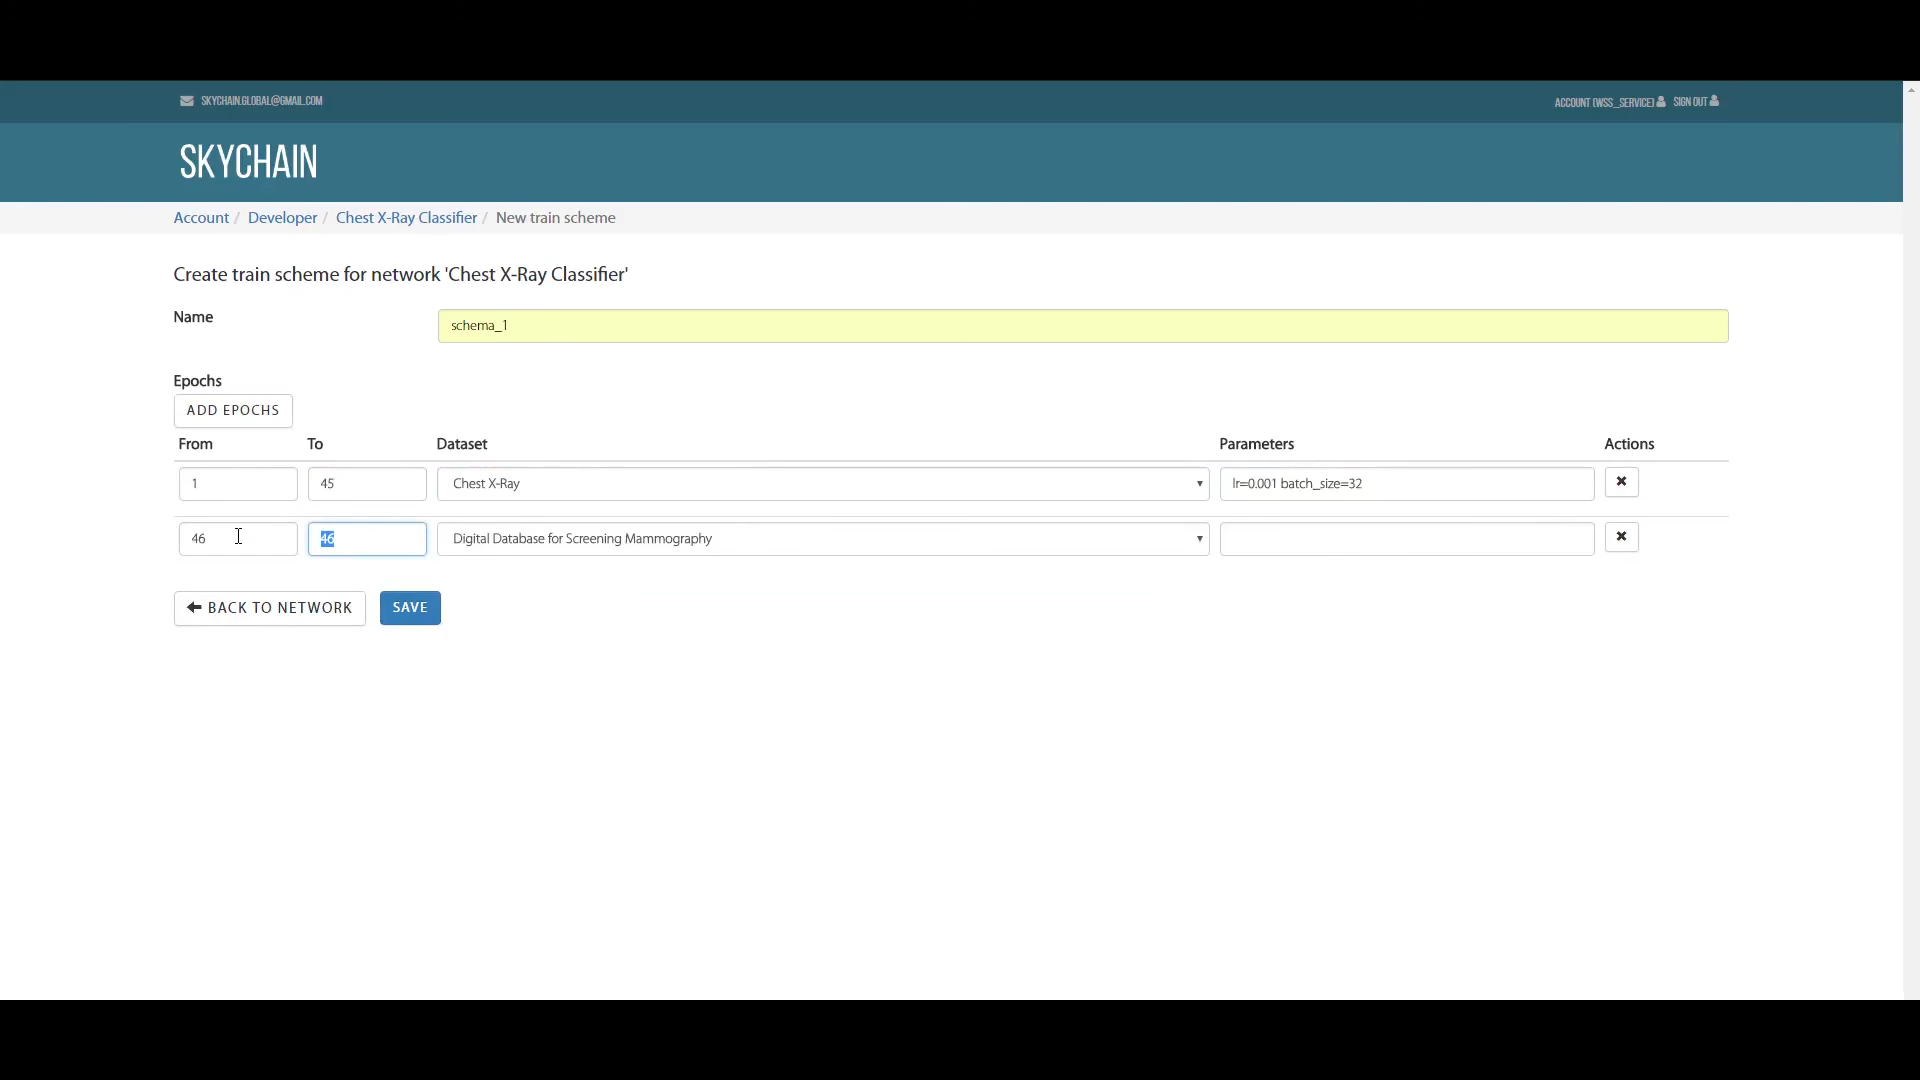 SKYCHAIN.GLOBAL@GMAIL.COM
ACCOUNT (WSS_SERVICE) SIGN OUT
SKYCHAIN
Account / Developer / Chest X-Ray Classifier / New train scheme
Create train scheme for network 'Chest X-Ray Classifier'
Name
schema_1
Epochs
ADD EPOCHS
From To Dataset Parameters Actions
1 45 Chest X-Ray lr=0.001 batch_size=32
46 46 Digital Database for Screening Mammography
BACK TO NETWORK SAVE